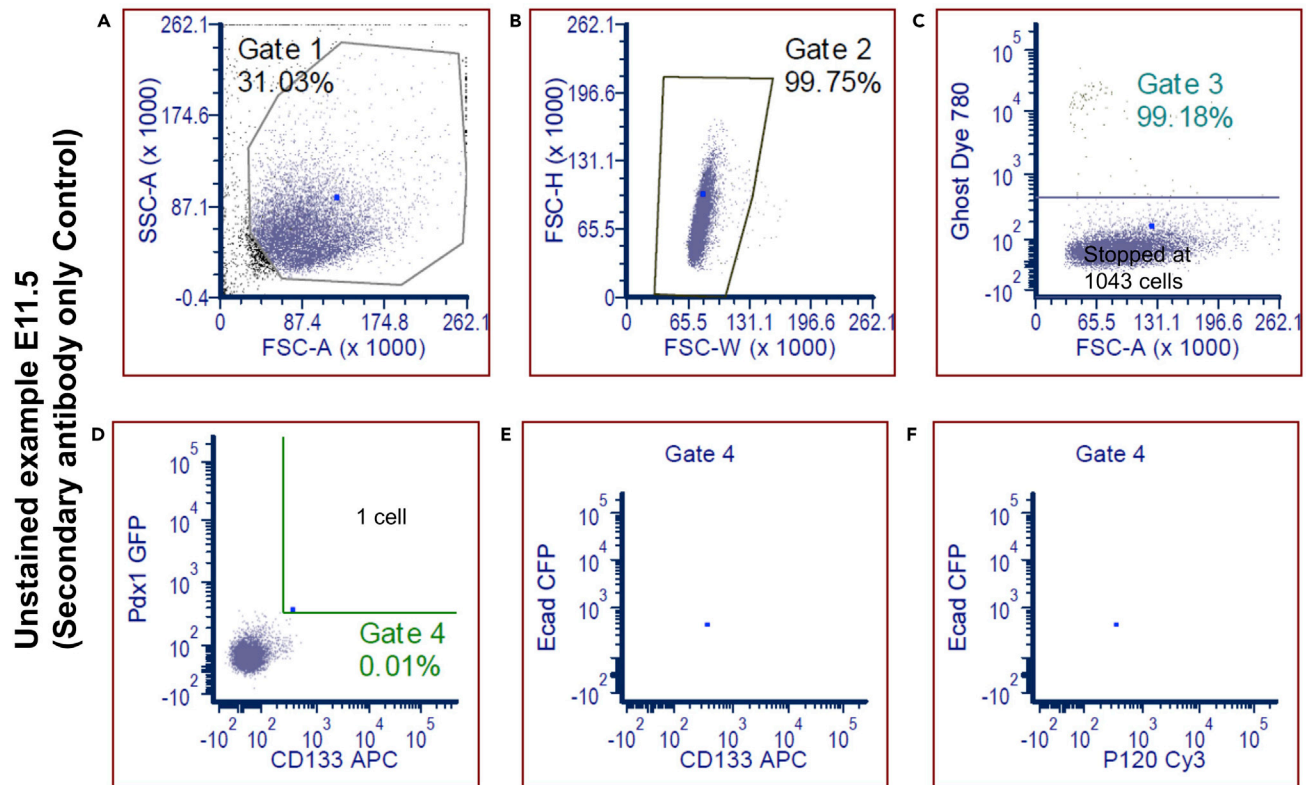 Unstained example E11.5
(Secondary antibody only Control)
A
262.1
174.6
87.1
-0.4
SSC-A (x 1000)
Gate 1
31.03%
0 87.4 174.8 262.1
FSC-A (x 1000)
B
262.1
196.6
131.1
65.5
0
FSC-H (x 1000)
Gate 2
99.75%
0 65.5 131.1 196.6 262.1
FSC-W (x 1000)
C
10^5
10^4
10^3
10^2
-10^2
Ghost Dye 780
Gate 3
99.18%
Stopped at
1043 cells
0 65.5 131.1 196.6 262.1
FSC-A (x 1000)
D
10^5
10^4
10^3
10^2
-10^2
Pdx1 GFP
1 cell
Gate 4
0.01%
-10^2 10^2 10^3 10^4 10^5
CD133 APC
E
Gate 4
10^5
10^4
10^3
-10^2
Ecad CFP
-10^2 10^2 10^3 10^4 10^5
CD133 APC
F
Gate 4
10^5
10^4
10^3
-10^2
Ecad CFP
-10^2 10^2 10^3 10^4 10^5
P120 Cy3